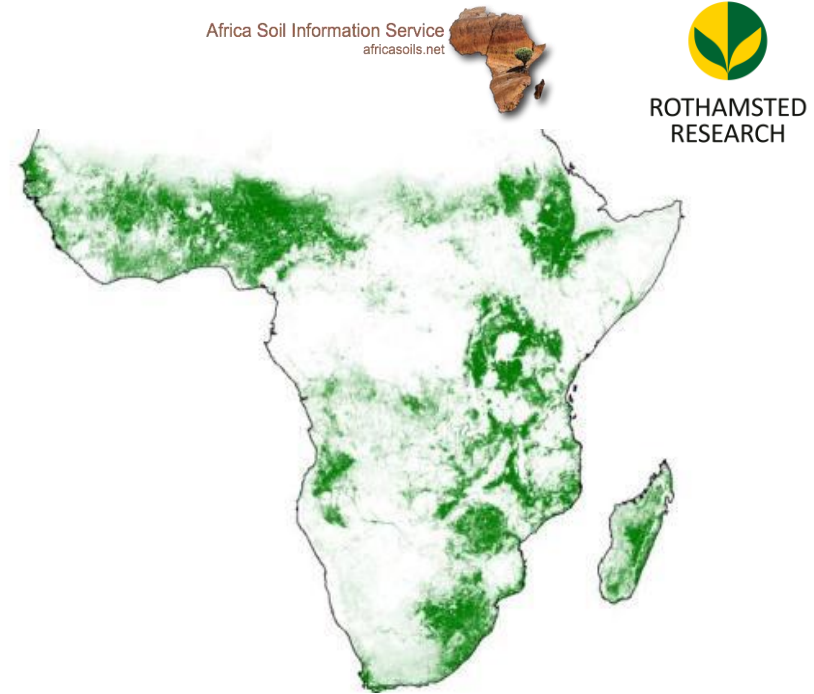 Africa Soil Information Service
africasoils.net
ROTHAMSTED
RESEARCH